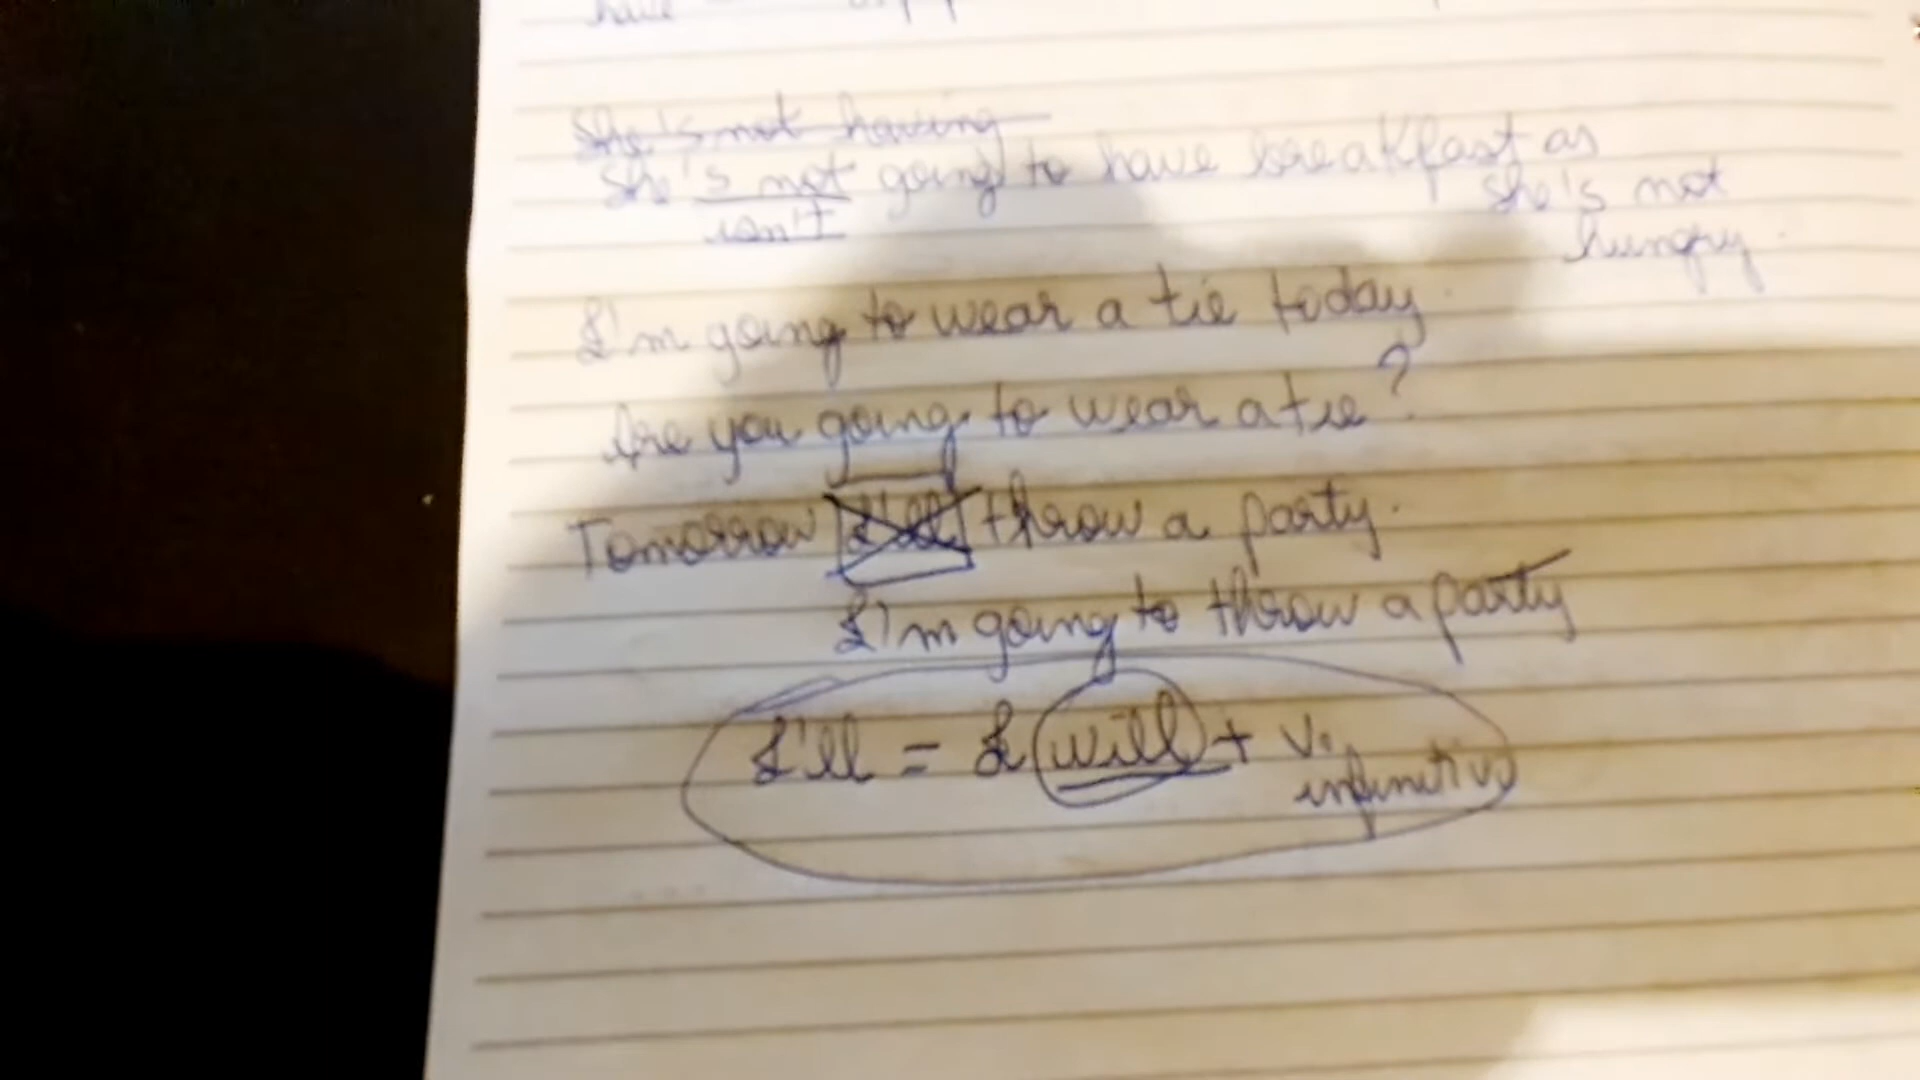 have
She's not having
She's not going to have breakfast as
isn't
she's not
hungry.
I'm going to wear a tie today.
Are you going to wear a tie?
Tomorrow I'll throw a party.
I'm going to throw a party
I'll = I will + v.
infinitive